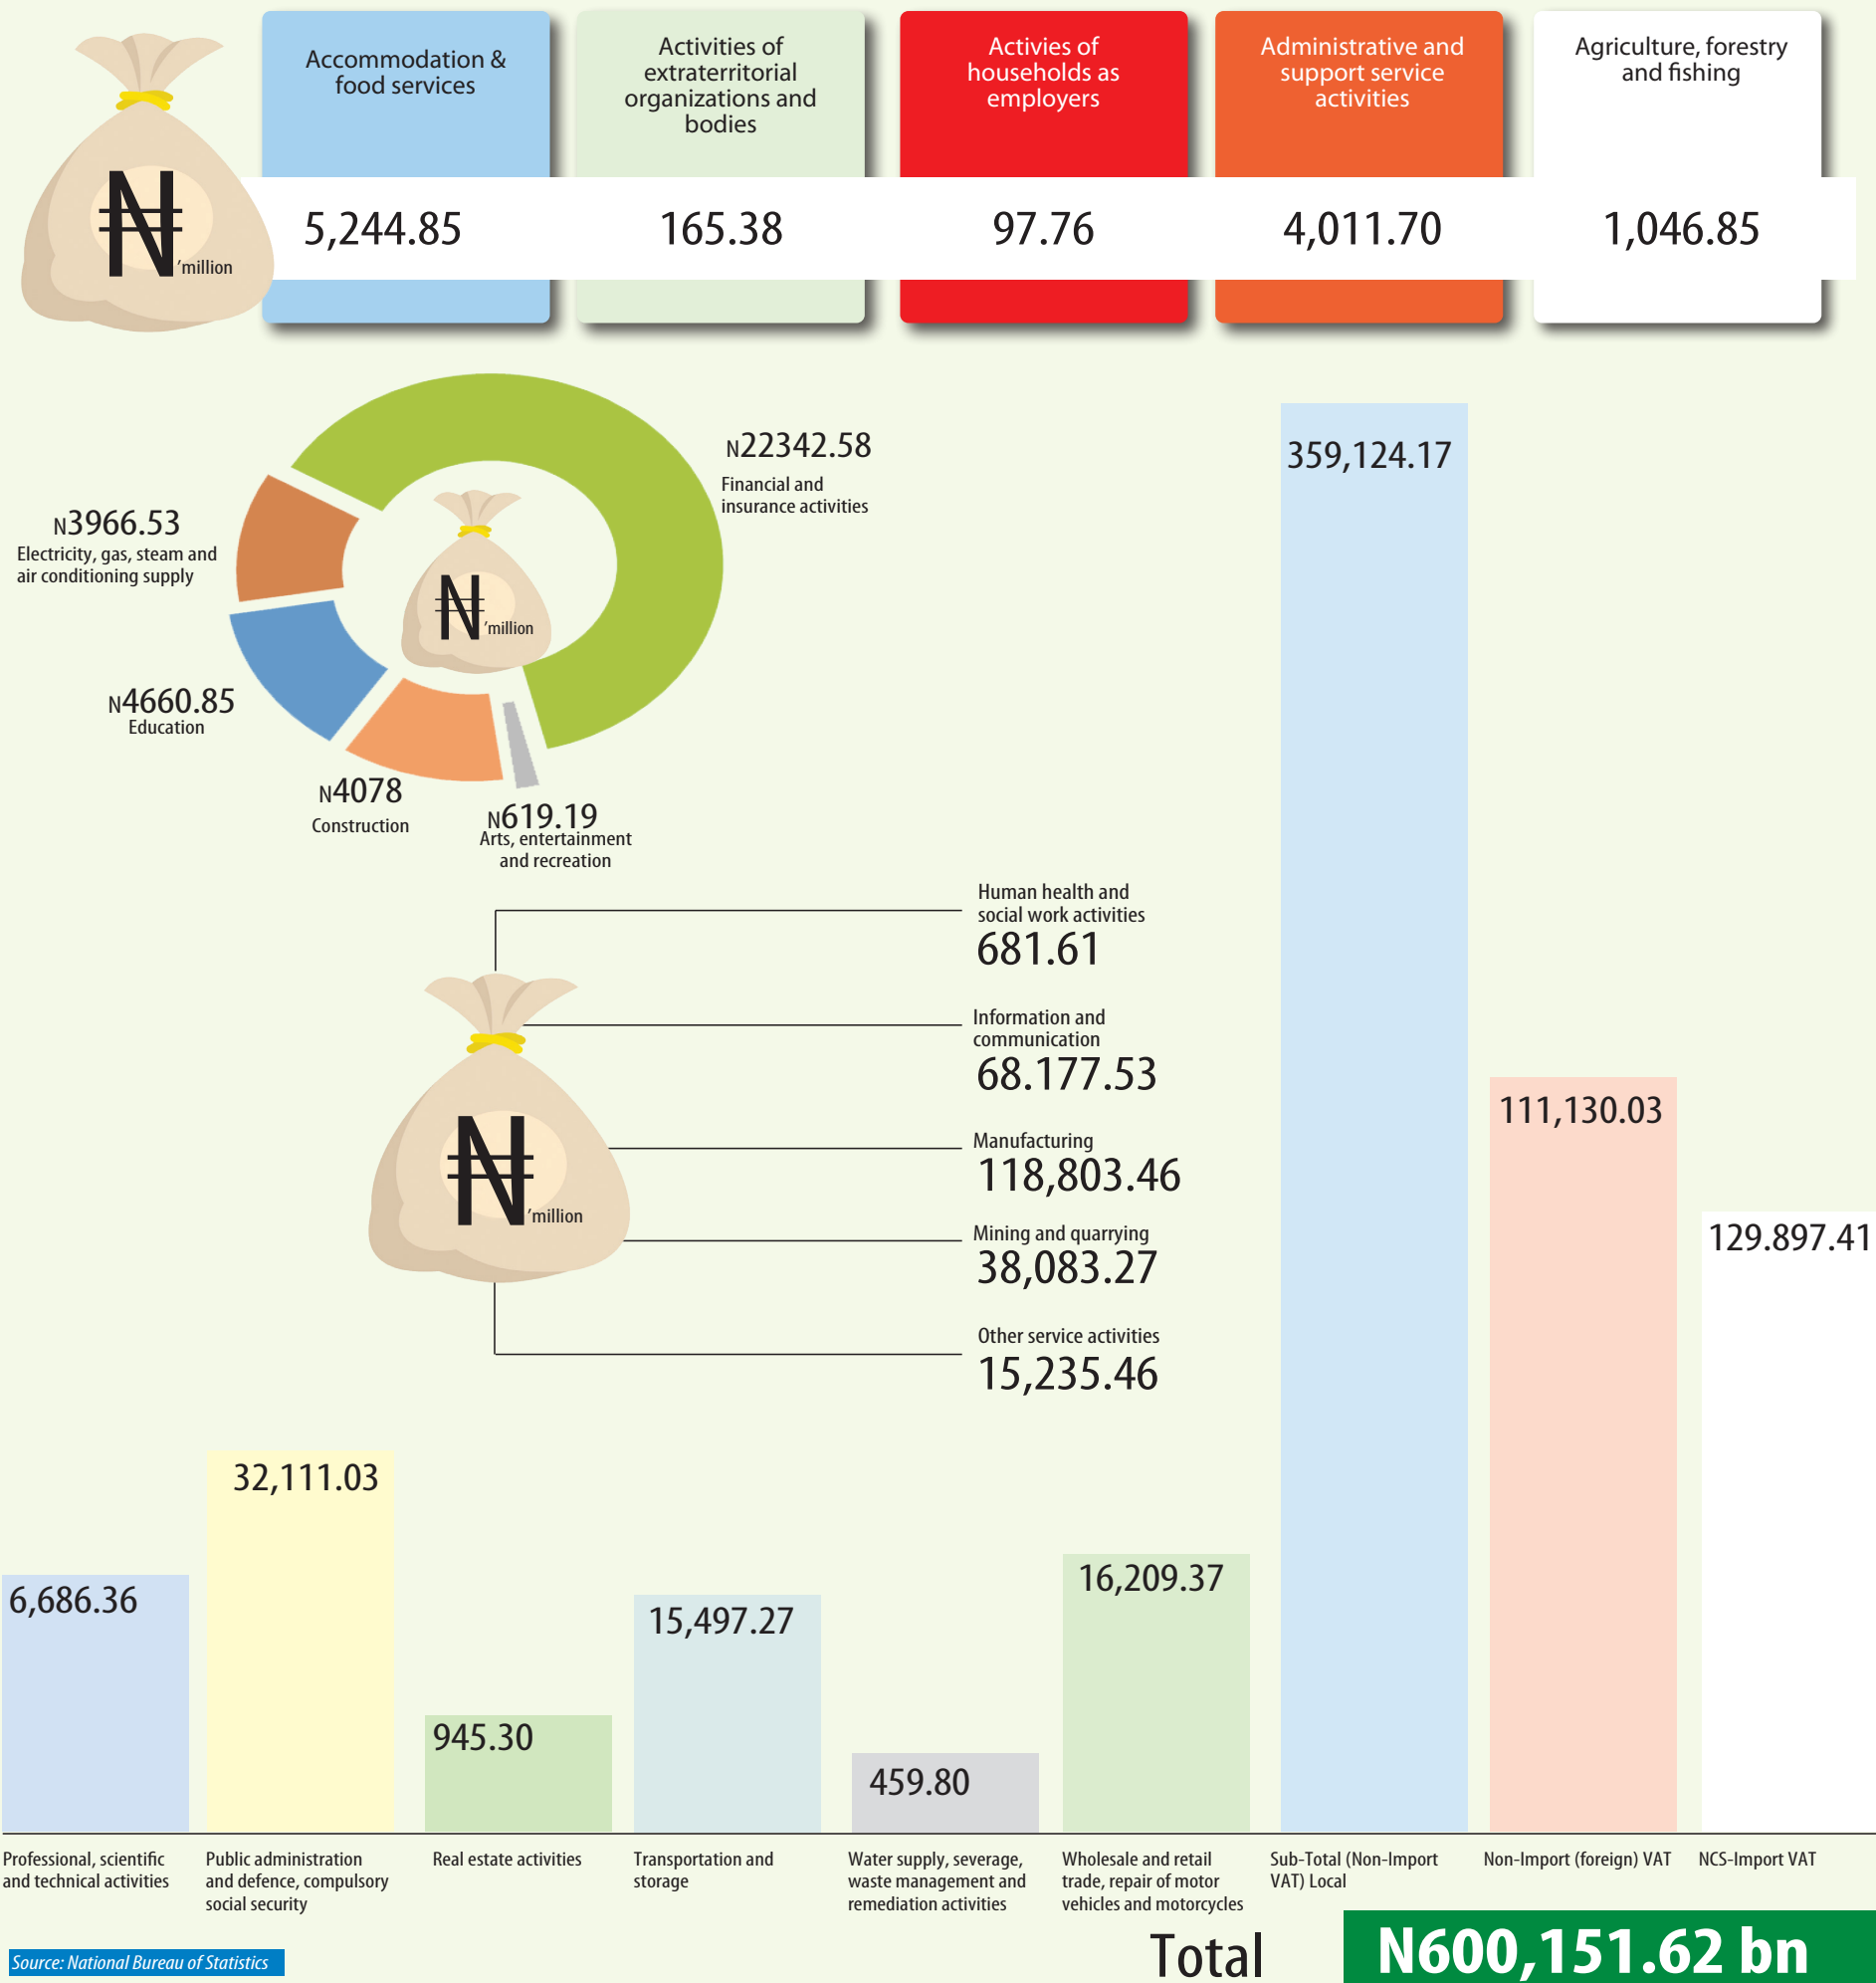 Accommodation &
food services
Activities of
extraterritorial
organizations and
bodies
Activies of
households as
employers
Administrative and
support service
activities
Agriculture, forestry
and fishing
₦'million
5,244.85
165.38
97.76
4,011.70
1,046.85
N22342.58
Financial and
insurance activities
N3966.53
Electricity, gas, steam and
air conditioning supply
₦'million
N4660.85
Education
N4078
Construction
N619.19
Arts, entertainment
and recreation
Human health and
social work activities
681.61
Information and
communication
68.177.53
Manufacturing
118,803.46
Mining and quarrying
38,083.27
Other service activities
15,235.46
₦'million
359,124.17
111,130.03
129.897.41
32,111.03
6,686.36
945.30
15,497.27
459.80
16,209.37
Professional, scientific
and technical activities
Public administration
and defence, compulsory
social security
Real estate activities
Transportation and
storage
Water supply, severage,
waste management and
remediation activities
Wholesale and retail
trade, repair of motor
vehicles and motorcycles
Sub-Total (Non-Import
VAT) Local
Non-Import (foreign) VAT
NCS-Import VAT
Source: National Bureau of Statistics
Total
N600,151.62 bn